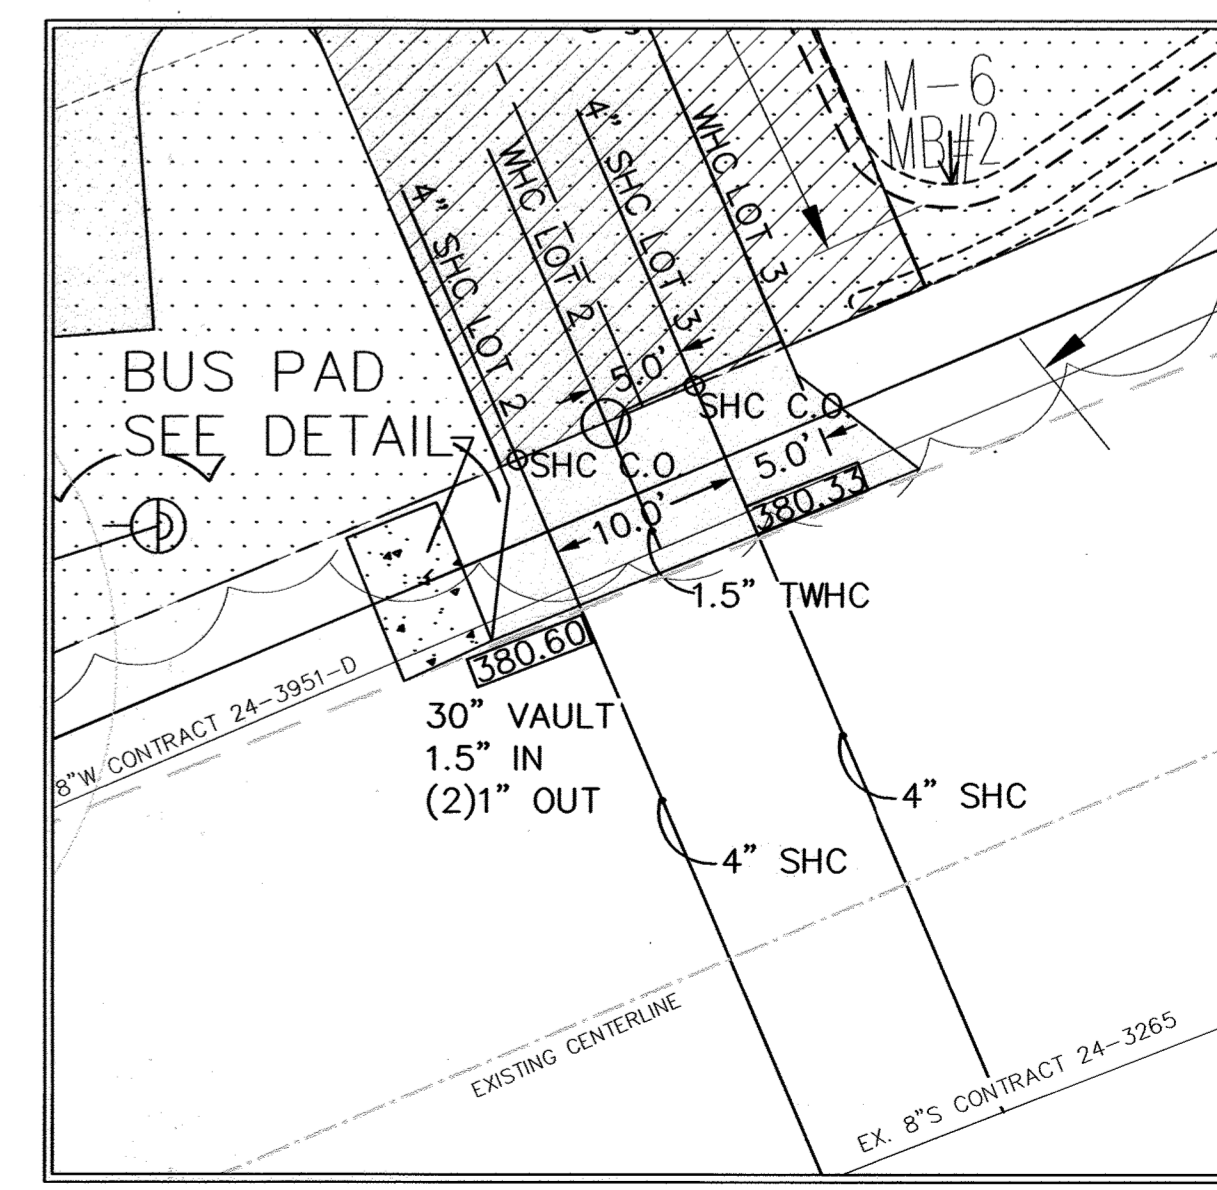 M-6
MB#2
4" SHC LOT 2
WHC LOT 2
4" SHC LOT 3
WHC LOT 3
BUS PAD
SEE DETAIL
5.0'
SHC C.O
SHC C.O.
5.0'
10.0'
380.33
1.5" TWHC
380.60
8"W CONTRACT 24-3951-D
30" VAULT
1.5" IN
(2)1" OUT
4" SHC
4" SHC
EXISTING CENTERLINE
EX. 8"S CONTRACT 24-3265